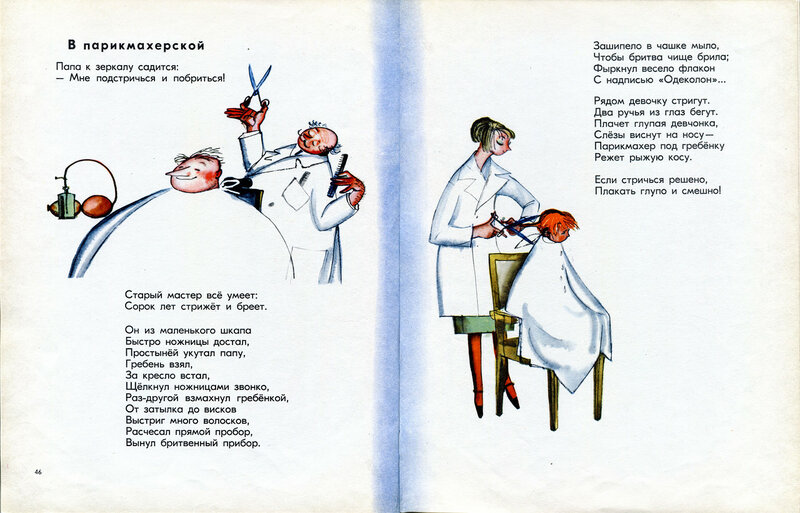 В парикмахерской
Папа к зеркалу садится:
— Мне подстричься и побриться!
Старый мастер всё умеет:
Сорок лет стрижёт и бреет.
Он из маленького шкапа
Быстро ножницы достал,
Простынёй укутал папу,
Гребень взял,
За кресло встал,
Щёлкнул ножницами звонко,
Раз-другой взмахнул гребёнкой,
От затылка до висков
Выстриг много волосков,
Расчесал прямой пробор,
Вынул бритвенный прибор.
46
Зашипело в чашке мыло,
Чтобы бритва чище брила;
Фыркнул весело флакон
С надписью «Одеколон»...
Рядом девочку стригут.
Два ручья из глаз бегут.
Плачет глупая девчонка,
Слёзы виснут на носу—
Парикмахер под гребёнку
Режет рыжую косу.
Если стричься решено,
Плакать глупо и смешно!